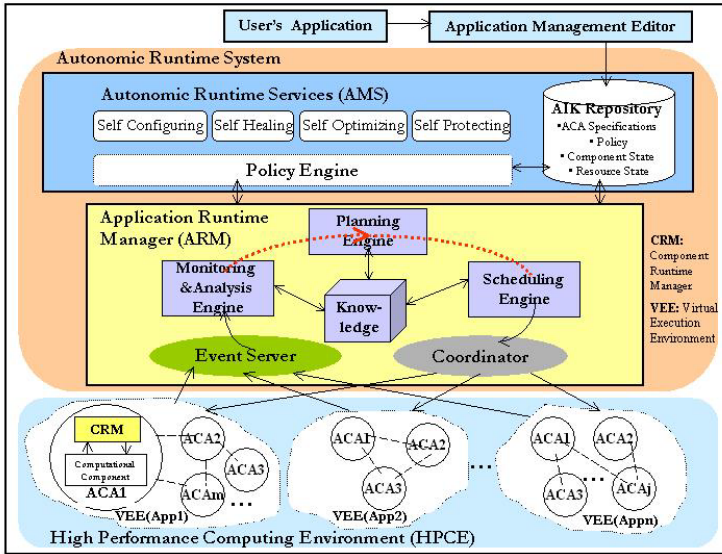 User's Application
Application Management Editor
Autonomic Runtime System
Autonomic Runtime Services (AMS)
Self Configuring
Self Healing
Self Optimizing
Self Protecting
Policy Engine
AIK Repository
▪ ACA Specifications
▪ Policy
▪ Component State
▪ Resource State
Application Runtime
Manager (ARM)
Planning
Engine
Monitoring
&Analysis
Engine
Know-
ledge
Scheduling
Engine
Event Server
Coordinator
CRM:
Component
Runtime
Manager
VEE: Virtual
Execution
Environment
CRM
Computational
Component
ACA1
ACA2
ACA3
ACAm
...
VEE(App1)
ACA1
ACA2
ACA3
VEE(App2)
...
ACA1
ACA2
ACA3
...
ACAj
VEE(Appn)
High Performance Computing Environment (HPCE)